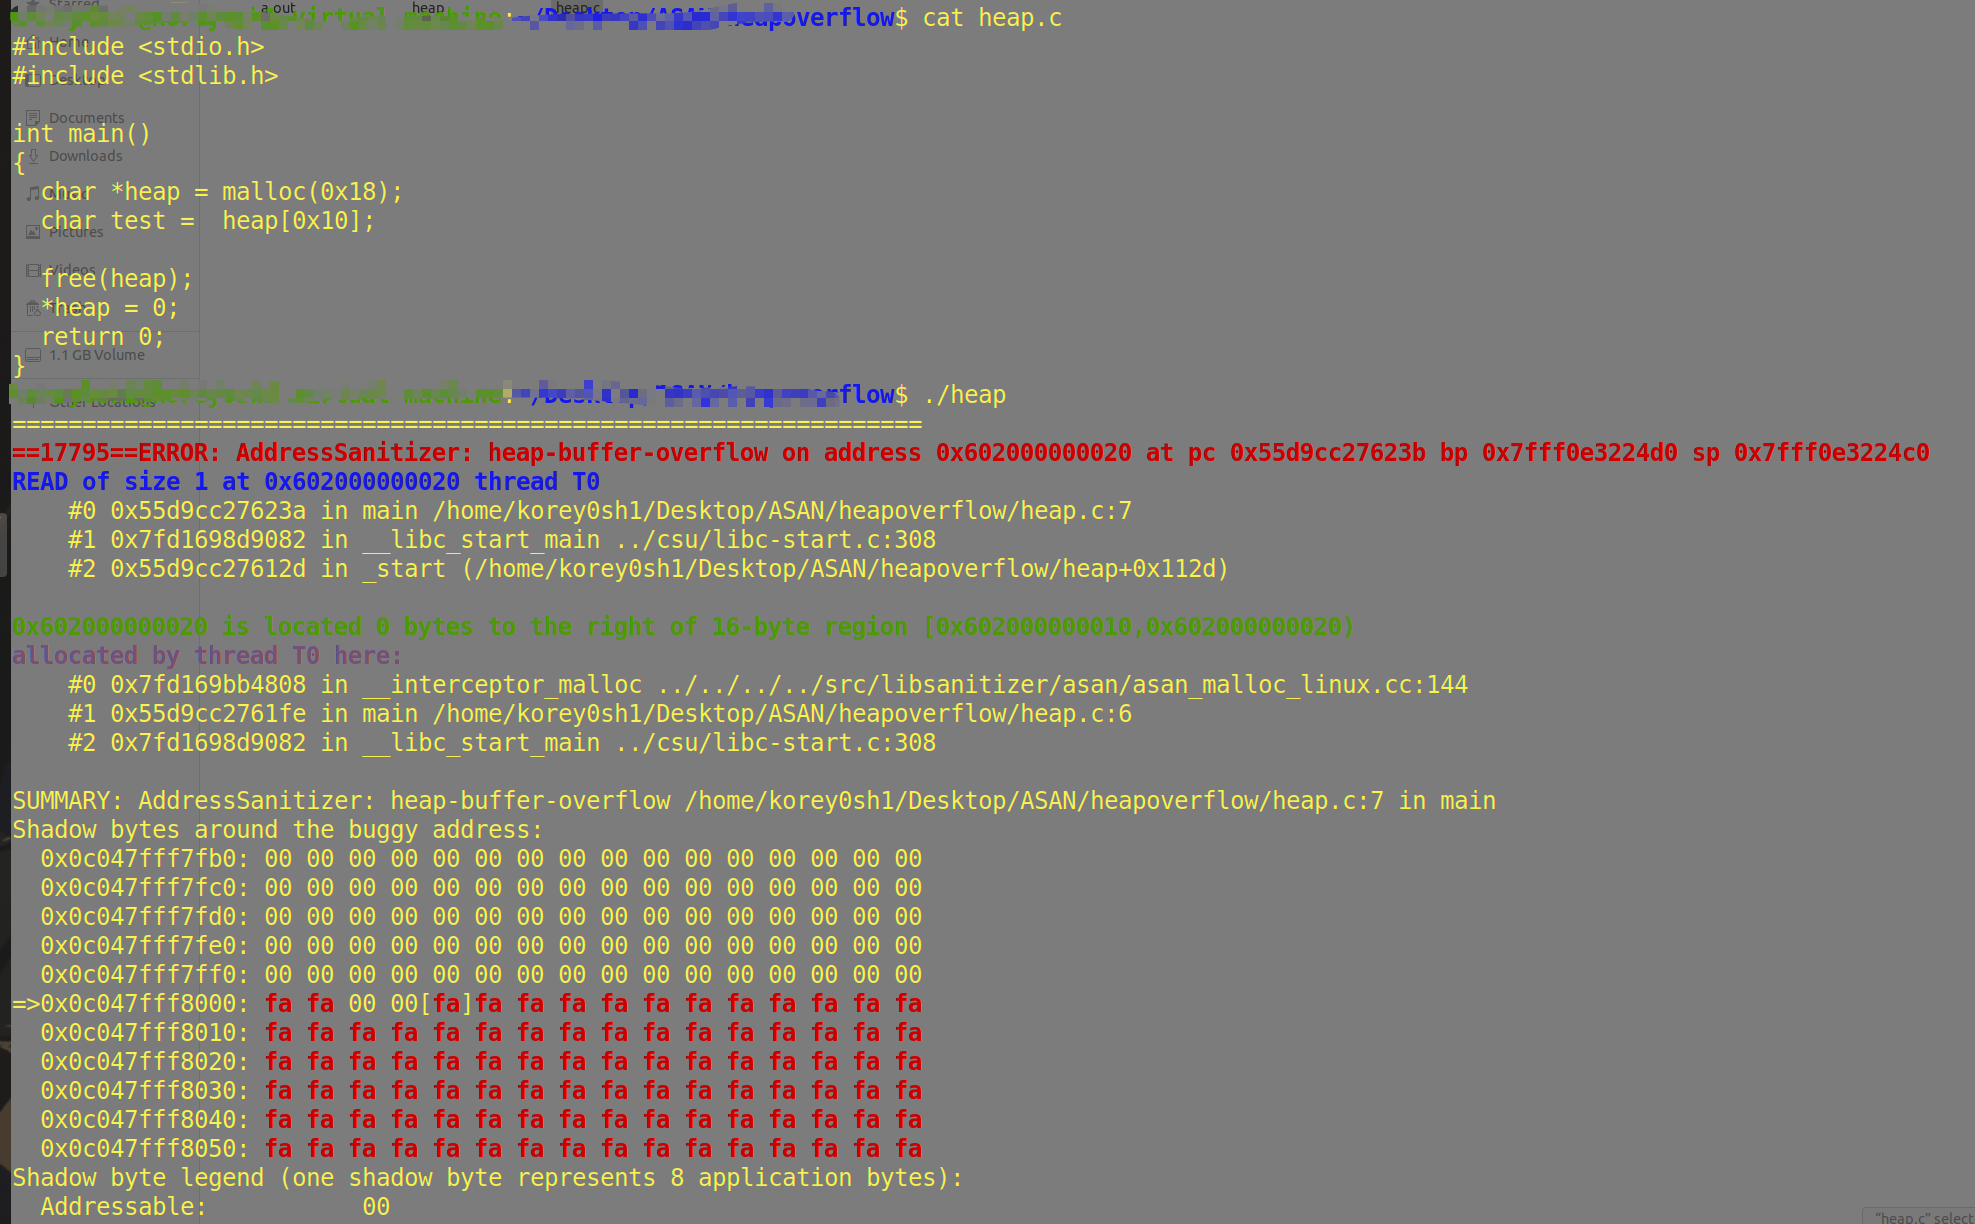 a.out heap heap.c
overflow$ cat heap.c
#include <stdio.h>
#include <stdlib.h>
Documents
int main()
Downloads
{
char *heap = malloc(0x18);
char test =  heap[0x10];
Pictures
Videos
free(heap);
*heap = 0;
return 0;
1.1 GB Volume
}
flow$ ./heap
Other Locations
=================================================================
==17795==ERROR: AddressSanitizer: heap-buffer-overflow on address 0x602000000020 at pc 0x55d9cc27623b bp 0x7fff0e3224d0 sp 0x7fff0e3224c0
READ of size 1 at 0x602000000020 thread T0
#0 0x55d9cc27623a in main /home/korey0sh1/Desktop/ASAN/heapoverflow/heap.c:7
#1 0x7fd1698d9082 in __libc_start_main ../csu/libc-start.c:308
#2 0x55d9cc27612d in _start (/home/korey0sh1/Desktop/ASAN/heapoverflow/heap+0x112d)
0x602000000020 is located 0 bytes to the right of 16-byte region [0x602000000010,0x602000000020)
allocated by thread T0 here:
#0 0x7fd169bb4808 in __interceptor_malloc ../../../../src/libsanitizer/asan/asan_malloc_linux.cc:144
#1 0x55d9cc2761fe in main /home/korey0sh1/Desktop/ASAN/heapoverflow/heap.c:6
#2 0x7fd1698d9082 in __libc_start_main ../csu/libc-start.c:308
SUMMARY: AddressSanitizer: heap-buffer-overflow /home/korey0sh1/Desktop/ASAN/heapoverflow/heap.c:7 in main
Shadow bytes around the buggy address:
0x0c047fff7fb0: 00 00 00 00 00 00 00 00 00 00 00 00 00 00 00 00
0x0c047fff7fc0: 00 00 00 00 00 00 00 00 00 00 00 00 00 00 00 00
0x0c047fff7fd0: 00 00 00 00 00 00 00 00 00 00 00 00 00 00 00 00
0x0c047fff7fe0: 00 00 00 00 00 00 00 00 00 00 00 00 00 00 00 00
0x0c047fff7ff0: 00 00 00 00 00 00 00 00 00 00 00 00 00 00 00 00
=>0x0c047fff8000: fa fa 00 00[fa]fa fa fa fa fa fa fa fa fa fa fa
0x0c047fff8010: fa fa fa fa fa fa fa fa fa fa fa fa fa fa fa fa
0x0c047fff8020: fa fa fa fa fa fa fa fa fa fa fa fa fa fa fa fa
0x0c047fff8030: fa fa fa fa fa fa fa fa fa fa fa fa fa fa fa fa
0x0c047fff8040: fa fa fa fa fa fa fa fa fa fa fa fa fa fa fa fa
0x0c047fff8050: fa fa fa fa fa fa fa fa fa fa fa fa fa fa fa fa
Shadow byte legend (one shadow byte represents 8 application bytes):
Addressable: 00
"heap.c" select